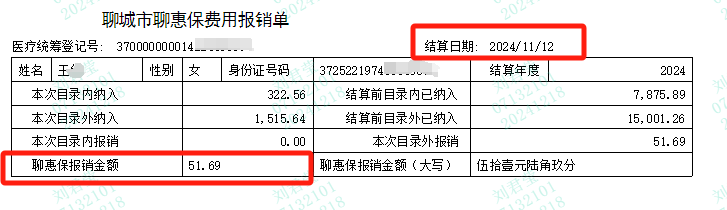 聊城市聊惠保费用报销单
医疗统筹登记号: 370000000014 结算日期: 2024/11/12
姓名 王 性别 女 身份证号码 372522197 结算年度 2024
本次目录内纳入 322.56 结算前目录内已纳入 7,875.89
本次目录外纳入 1,515.64 结算前目录外已纳入 15,001.26
本次目录内报销 0.00 本次目录外报销 51.69
聊惠保报销金额 51.69 聊惠保报销金额（大写） 伍拾壹元陆角玖分